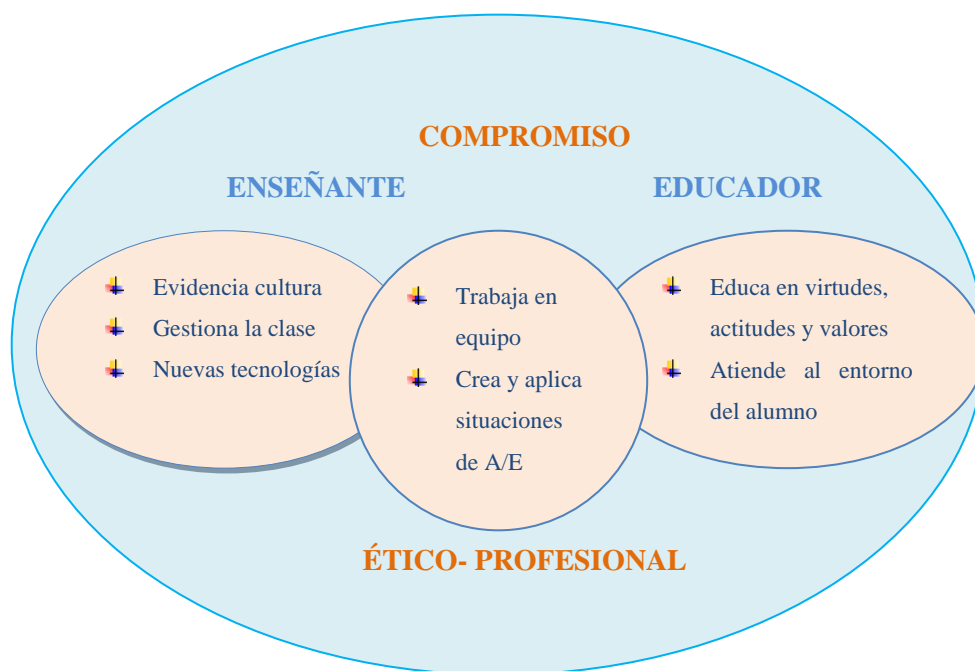 COMPROMISO
ENSEÑANTE
EDUCADOR
Evidencia cultura
Gestiona la clase
Nuevas tecnologías
Trabaja en
equipo
Crea y aplica
situaciones
de A/E
Educa en virtudes,
actitudes y valores
Atiende al entorno
del alumno
ÉTICO- PROFESIONAL